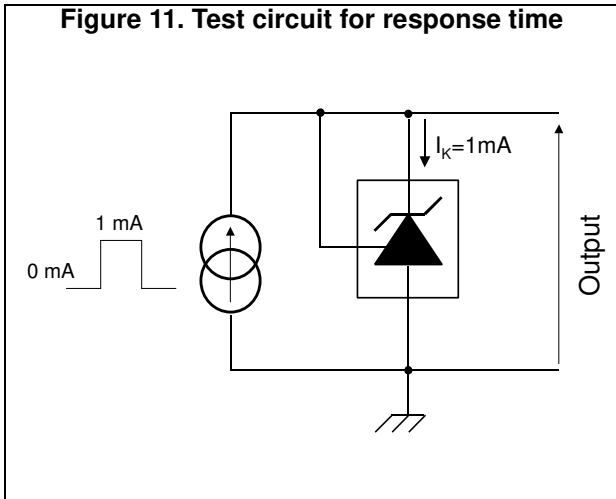 Figure 11. Test circuit for response time
I_K=1mA
1 mA
0 mA
Output